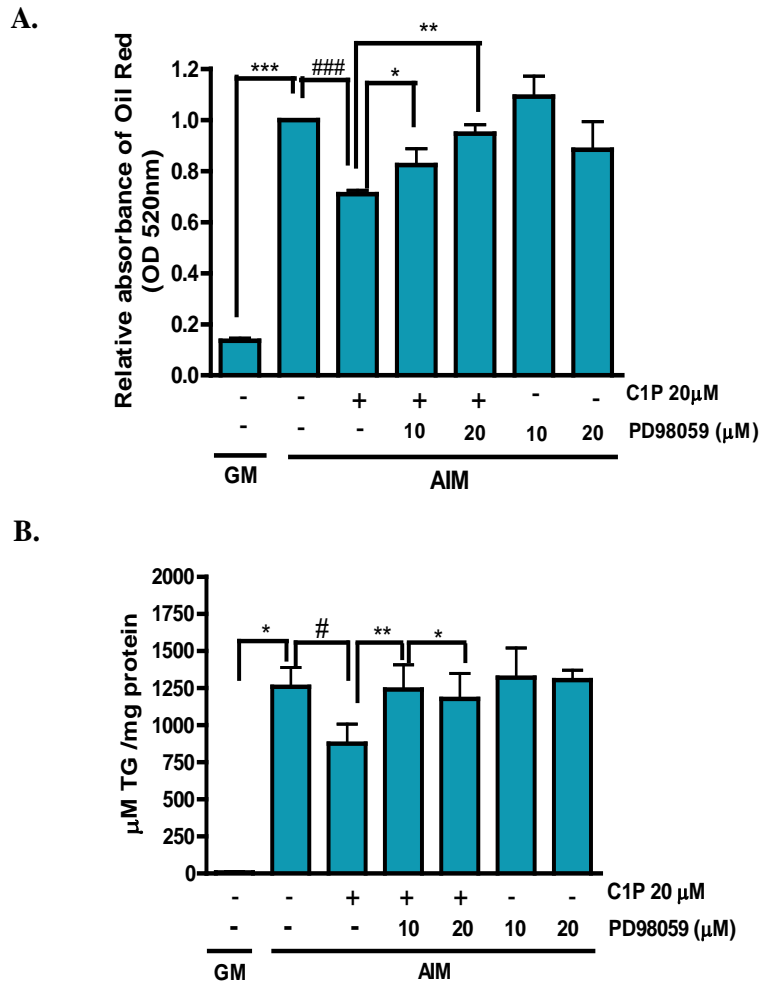 A.
Relative absorbance of Oil Red
(OD 520nm)
**
*** ### *
1.2
1.0
0.8
0.6
0.4
0.2
0.0
- - + + + - - C1P 20μM
- - - 10 20 10 20 PD98059 (μM)
GM AIM
B.
μM TG /mg protein
2000
1750
1500
1250
1000
750
500
250
0
* # ** *
- - + + + - - C1P 20 μM
- - - 10 20 10 20 PD98059 (μM)
GM AIM